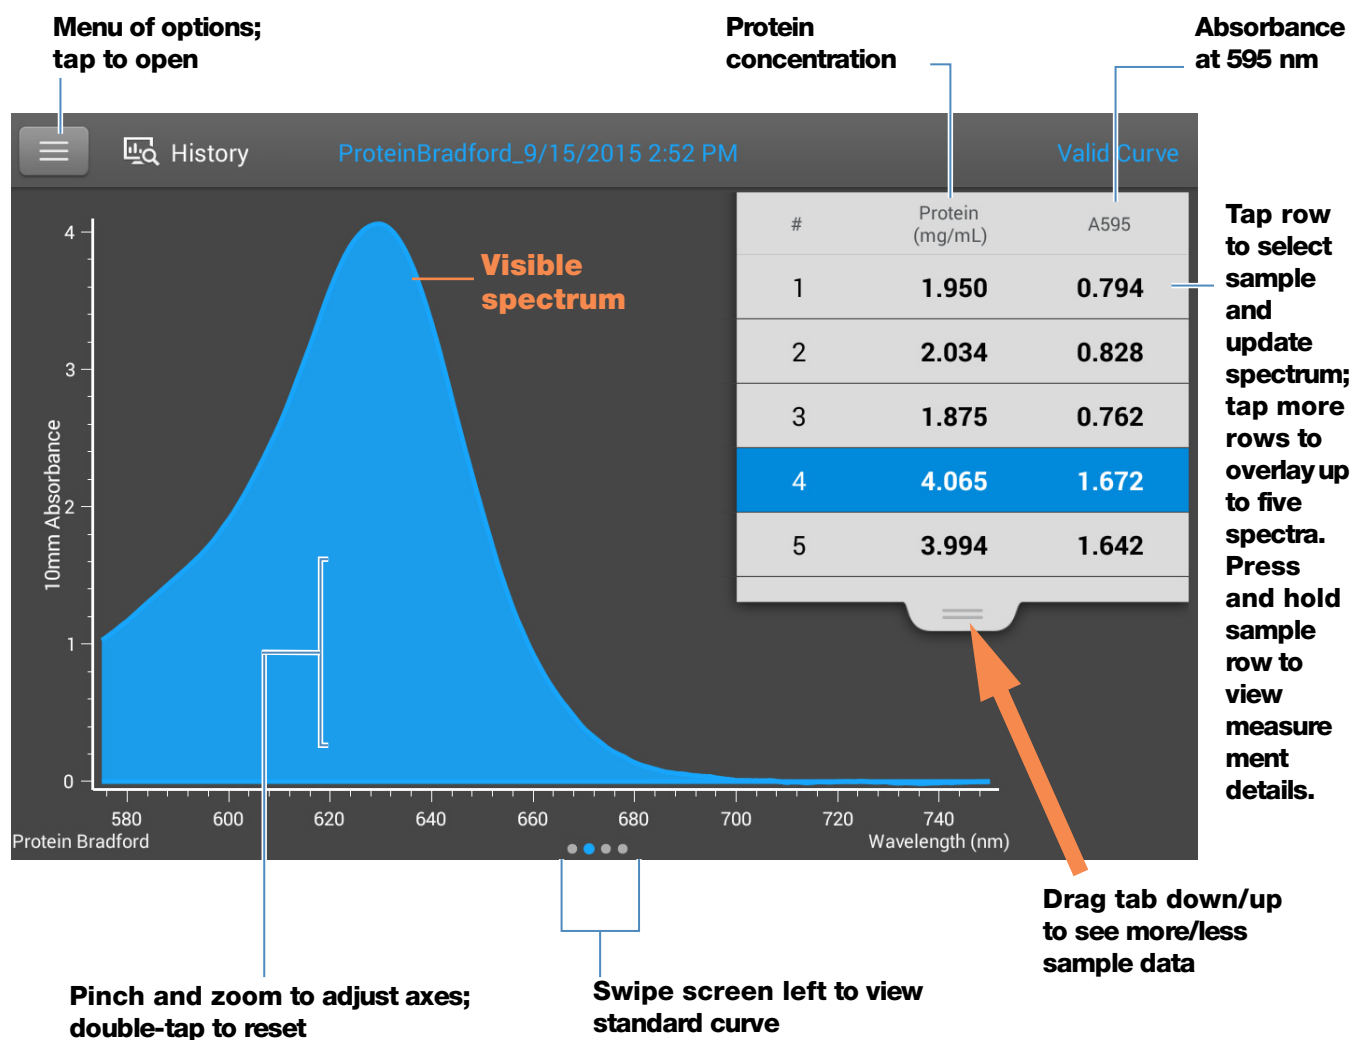 Menu of options;
tap to open
Protein
concentration
Absorbance
at 595 nm
History
ProteinBradford_9/15/2015 2:52 PM
Valid Curve
# Protein (mg/mL) A595
1 1.950 0.794
2 2.034 0.828
3 1.875 0.762
4 4.065 1.672
5 3.994 1.642
Visible
spectrum
Tap row
to select
sample
and
update
spectrum;
tap more
rows to
overlay up
to five
spectra.
Press
and hold
sample
row to
view
measure
ment
details.
10mm Absorbance
4
3
2
1
0
580 600 620 640 660 680 700 720 740
Protein Bradford
Wavelength (nm)
Drag tab down/up
to see more/less
sample data
Pinch and zoom to adjust axes;
double-tap to reset
Swipe screen left to view
standard curve